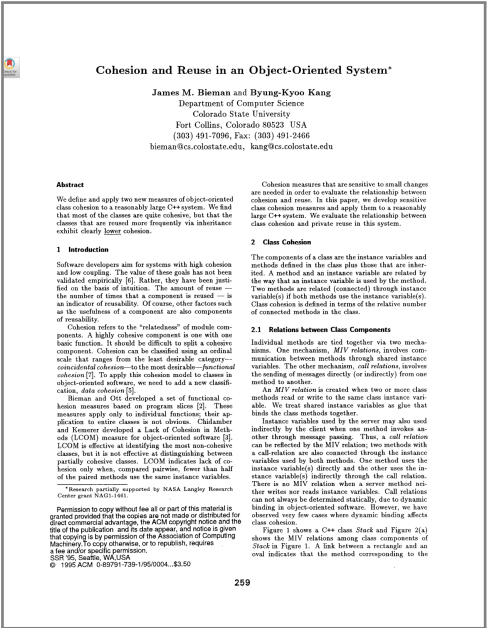 Cohesion and Reuse in an Object-Oriented System*
James M. Bieman and Byung-Kyoo Kang
Department of Computer Science
Colorado State University
Fort Collins, Colorado 80523 USA
(303) 491-7096, Fax: (303) 491-2466
bieman@cs.colostate.edu, kang@cs.colostate.edu
Abstract
We define and apply two new measures of object-oriented
class cohesion to a reasonably large C++ system. We find
that most of the classes are quite cohesive, but that the
classes that are reused more frequently via inheritance
exhibit clearly lower cohesion.
1 Introduction
Software developers aim for systems with high cohesion
and low coupling. The value of these goals has not been
validated empirically [6]. Rather, they have been justi-
fied on the basis of intuition. The amount of reuse —
the number of times that a component is reused — is
an indicator of reusability. Of course, other factors such
as the usefulness of a component are also components
of reusability.
Cohesion refers to the "relatedness" of module com-
ponents. A highly cohesive component is one with one
basic function. It should be difficult to split a cohesive
component. Cohesion can be classified using an ordinal
scale that ranges from the least desirable category—
coincidental cohesion—to the most desirable—functional
cohesion [7]. To apply this cohesion model to classes in
object-oriented software, we need to add a new classifi-
cation, data cohesion [5].
Bieman and Ott developed a set of functional co-
hesion measures based on program slices [2]. These
measures apply only to individual functions; their ap-
plication to entire classes is not obvious. Chidamber
and Kemerer developed a Lack of Cohesion in Meth-
ods (LCOM) measure for object-oriented software [3].
LCOM is effective at identifying the most non-cohesive
classes, but it is not effective at distinguishing between
partially cohesive classes. LCOM indicates lack of co-
hesion only when, compared pairwise, fewer than half
of the paired methods use the same instance variables.
*Research partially supported by NASA Langley Research
Center grant NAG1-1461.
Permission to copy without fee all or part of this material is
granted provided that the copies are not made or distributed for
direct commercial advantage, the ACM copyright notice and the
title of the publication and its date appear, and notice is given
that copying is by permission of the Association of Computing
Machinery.To copy otherwise, or to republish, requires
a fee and/or specific permission.
SSR '95, Seattle, WA,USA
© 1995 ACM 0-89791-739-1/95/0004...$3.50
Cohesion measures that are sensitive to small changes
are needed in order to evaluate the relationship between
cohesion and reuse. In this paper, we develop sensitive
class cohesion measures and apply them to a reasonably
large C++ system. We evaluate the relationship between
class cohesion and private reuse in this system.
2 Class Cohesion
The components of a class are the instance variables and
methods defined in the class plus those that are inher-
ited. A method and an instance variable are related by
the way that an instance variable is used by the method.
Two methods are related (connected) through instance
variable(s) if both methods use the instance variable(s).
Class cohesion is defined in terms of the relative number
of connected methods in the class.
2.1 Relations between Class Components
Individual methods are tied together via two mecha-
nisms. One mechanism, MIV relations, involves com-
munication between methods through shared instance
variables. The other mechanism, call relations, involves
the sending of messages directly (or indirectly) from one
method to another.
An MIV relation is created when two or more class
methods read or write to the same class instance vari-
able. We treat shared instance variables as glue that
binds the class methods together.
Instance variables used by the server may also used
indirectly by the client when one method invokes an-
other through message passing. Thus, a call relation
can be reflected by the MIV relation; two methods with
a call-relation are also connected through the instance
variables used by both methods. One method uses the
instance variable(s) directly and the other uses the in-
stance variable(s) indirectly through the call relation.
There is no MIV relation when a server method nei-
ther writes nor reads instance variables. Call relations
can not always be determined statically, due to dynamic
binding in object-oriented software. However, we have
observed very few cases where dynamic binding affects
class cohesion.
Figure 1 shows a C++ class Stack and Figure 2(a)
shows the MIV relations among class components of
Stack in Figure 1. A link between a rectangle and an
oval indicates that the method corresponding to the
259